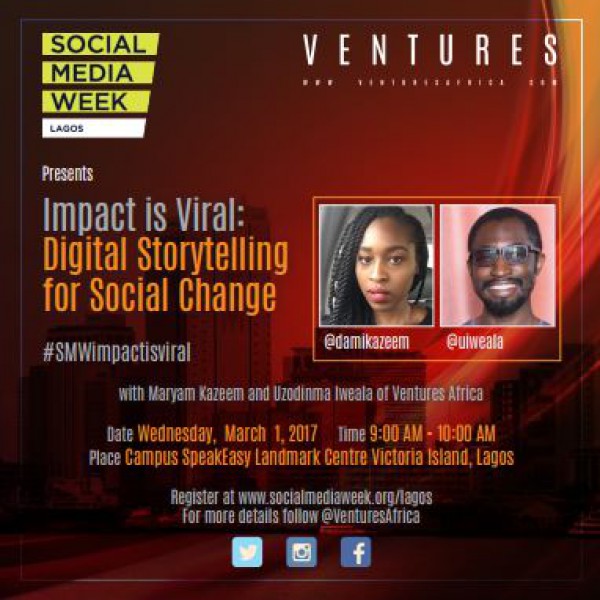 SOCIAL
MEDIA
WEEK
LAGOS
VENTURES
WWW.VENTURESAFRICA.COM
Presents
Impact is Viral:
Digital Storytelling
for Social Change
@damikazeem
@uiweala
#SMWimpactisviral
with Maryam Kazeem and Uzodinma Iweala of Ventures Africa
Date Wednesday, March 1, 2017 Time 9:00 AM - 10:00 AM
Place Campus SpeakEasy Landmark Centre Victoria Island, Lagos
Register at www.socialmediaweek.org/lagos
For more details follow @VenturesAfrica